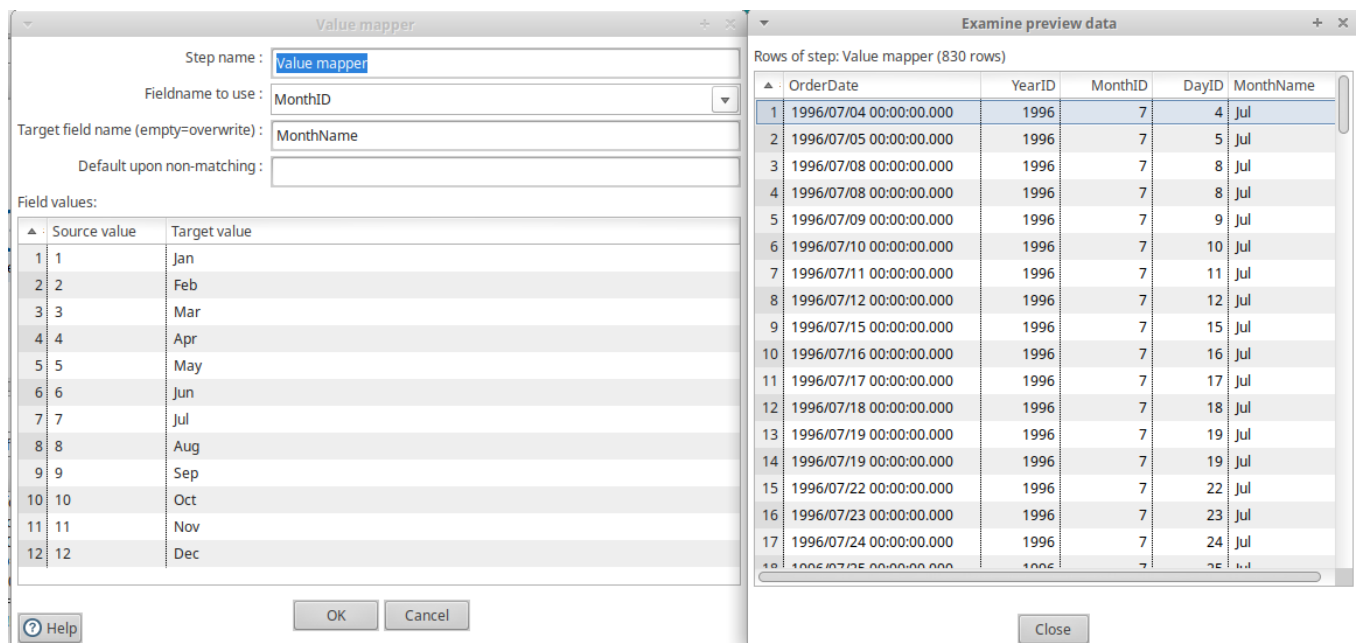 Value mapper
Step name :
Value mapper
Fieldname to use :
MonthID
Target field name (empty=overwrite) :
MonthName
Default upon non-matching :
Field values:
Source value Target value
1 1 Jan
2 2 Feb
3 3 Mar
4 4 Apr
5 5 May
6 6 Jun
7 7 Jul
8 8 Aug
9 9 Sep
10 10 Oct
11 11 Nov
12 12 Dec
OK Cancel
Help
Examine preview data
Rows of step: Value mapper (830 rows)
OrderDate YearID MonthID DayID MonthName
1 1996/07/04 00:00:00.000 1996 7 4 Jul
2 1996/07/05 00:00:00.000 1996 7 5 Jul
3 1996/07/08 00:00:00.000 1996 7 8 Jul
4 1996/07/08 00:00:00.000 1996 7 8 Jul
5 1996/07/09 00:00:00.000 1996 7 9 Jul
6 1996/07/10 00:00:00.000 1996 7 10 Jul
7 1996/07/11 00:00:00.000 1996 7 11 Jul
8 1996/07/12 00:00:00.000 1996 7 12 Jul
9 1996/07/15 00:00:00.000 1996 7 15 Jul
10 1996/07/16 00:00:00.000 1996 7 16 Jul
11 1996/07/17 00:00:00.000 1996 7 17 Jul
12 1996/07/18 00:00:00.000 1996 7 18 Jul
13 1996/07/19 00:00:00.000 1996 7 19 Jul
14 1996/07/19 00:00:00.000 1996 7 19 Jul
15 1996/07/22 00:00:00.000 1996 7 22 Jul
16 1996/07/23 00:00:00.000 1996 7 23 Jul
17 1996/07/24 00:00:00.000 1996 7 24 Jul
18 1996/07/25 00:00:00.000 1996 7 25 Jul
Close